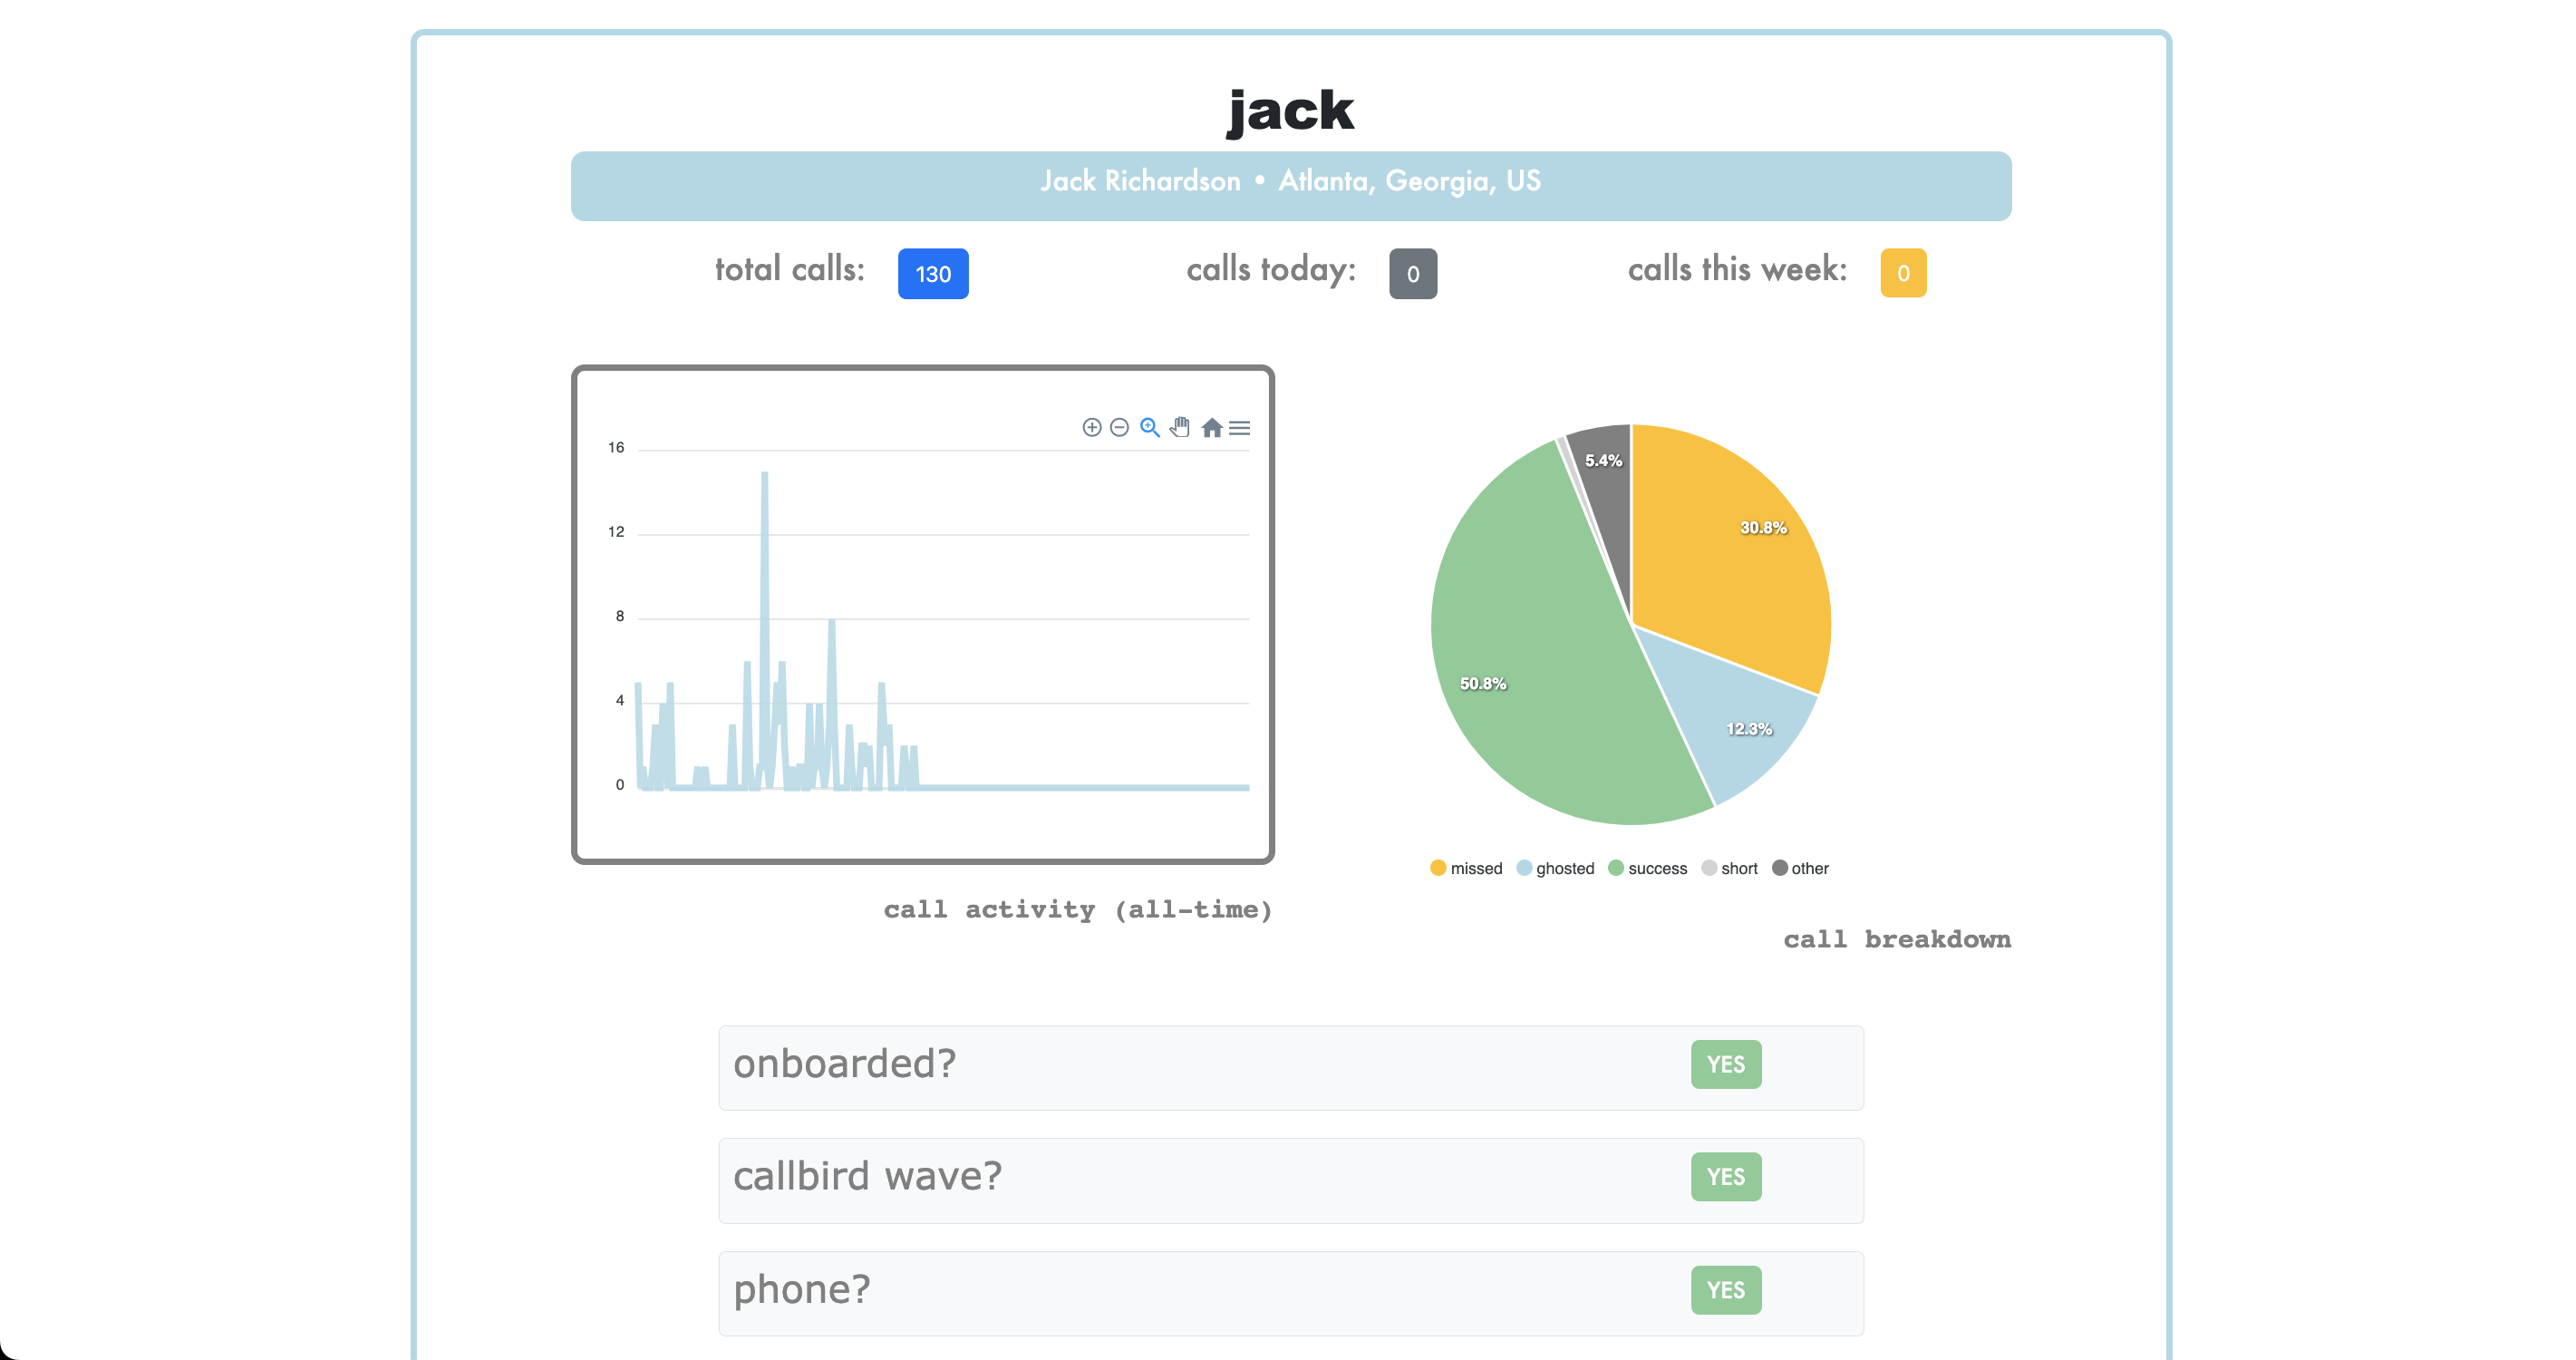 jack
Jack Richardson • Atlanta, Georgia, US
total calls: 130
calls today: 0
calls this week: 0
16
12
8
4
0
call activity (all-time)
5.4%
30.8%
50.8%
12.3%
missed ghosted success short other
call breakdown
onboarded? YES
callbird wave? YES
phone? YES